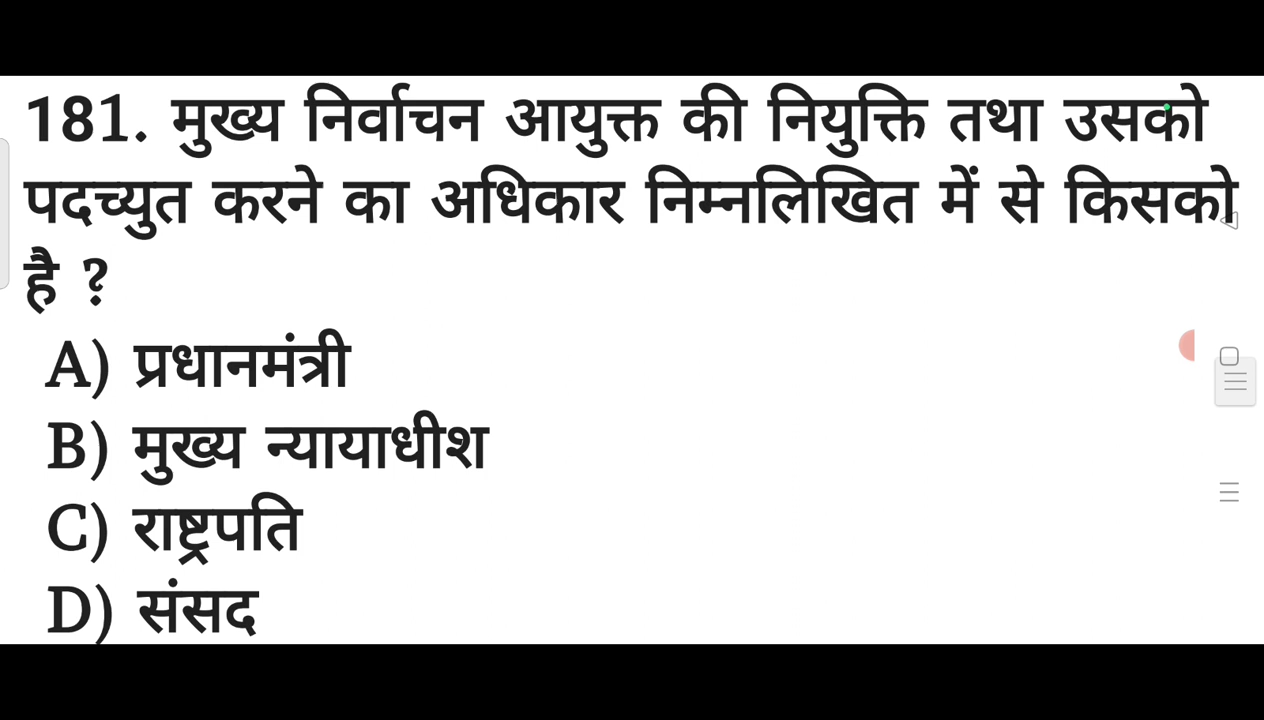 181. मुख्य निर्वाचन आयुक्त की नियुक्ति तथा उसको
पदच्युत करने का अधिकार निम्नलिखित में से किसको
है ?
A) प्रधानमंत्री
B) मुख्य न्यायाधीश
C) राष्ट्रपति
D) संसद